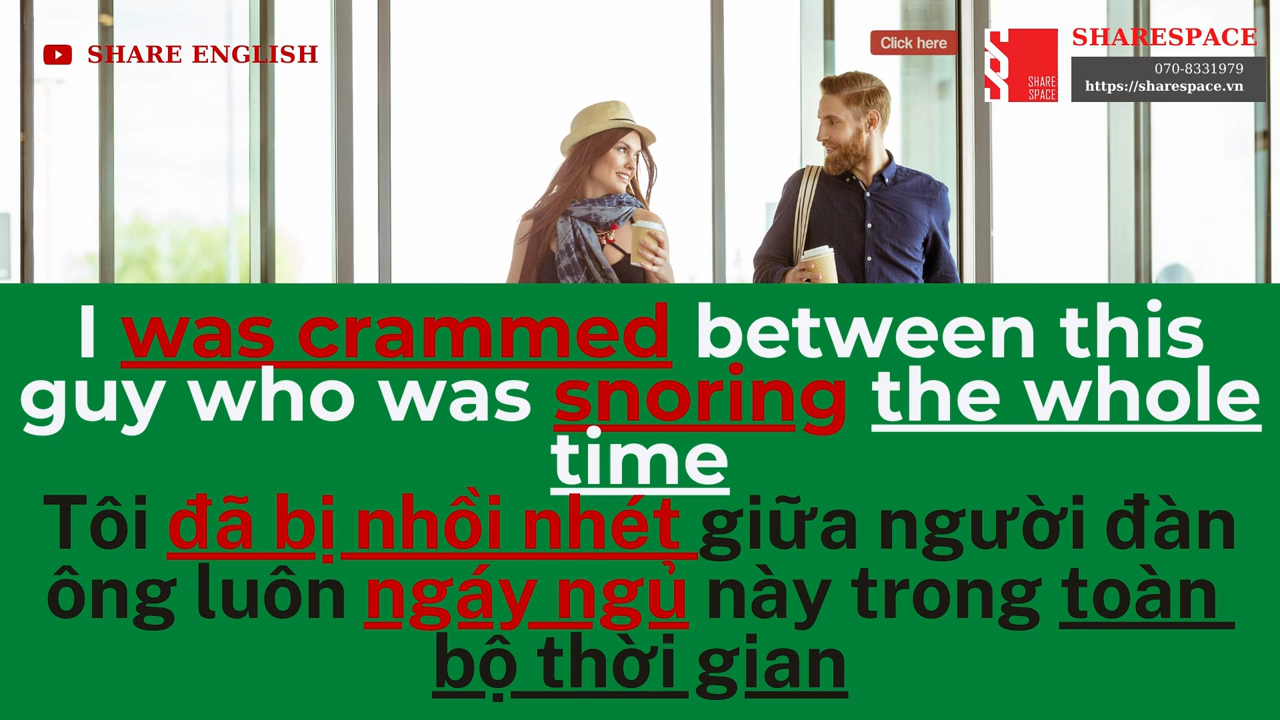 SHARE ENGLISH
Click here
SHARESPACE
070-8331979
https://sharespace.vn
SHARE
SPACE
I was crammed between this
guy who was snoring the whole
time
Tôi đã bị nhồi nhét giữa người đàn
ông luôn ngáy ngủ này trong toàn
bộ thời gian